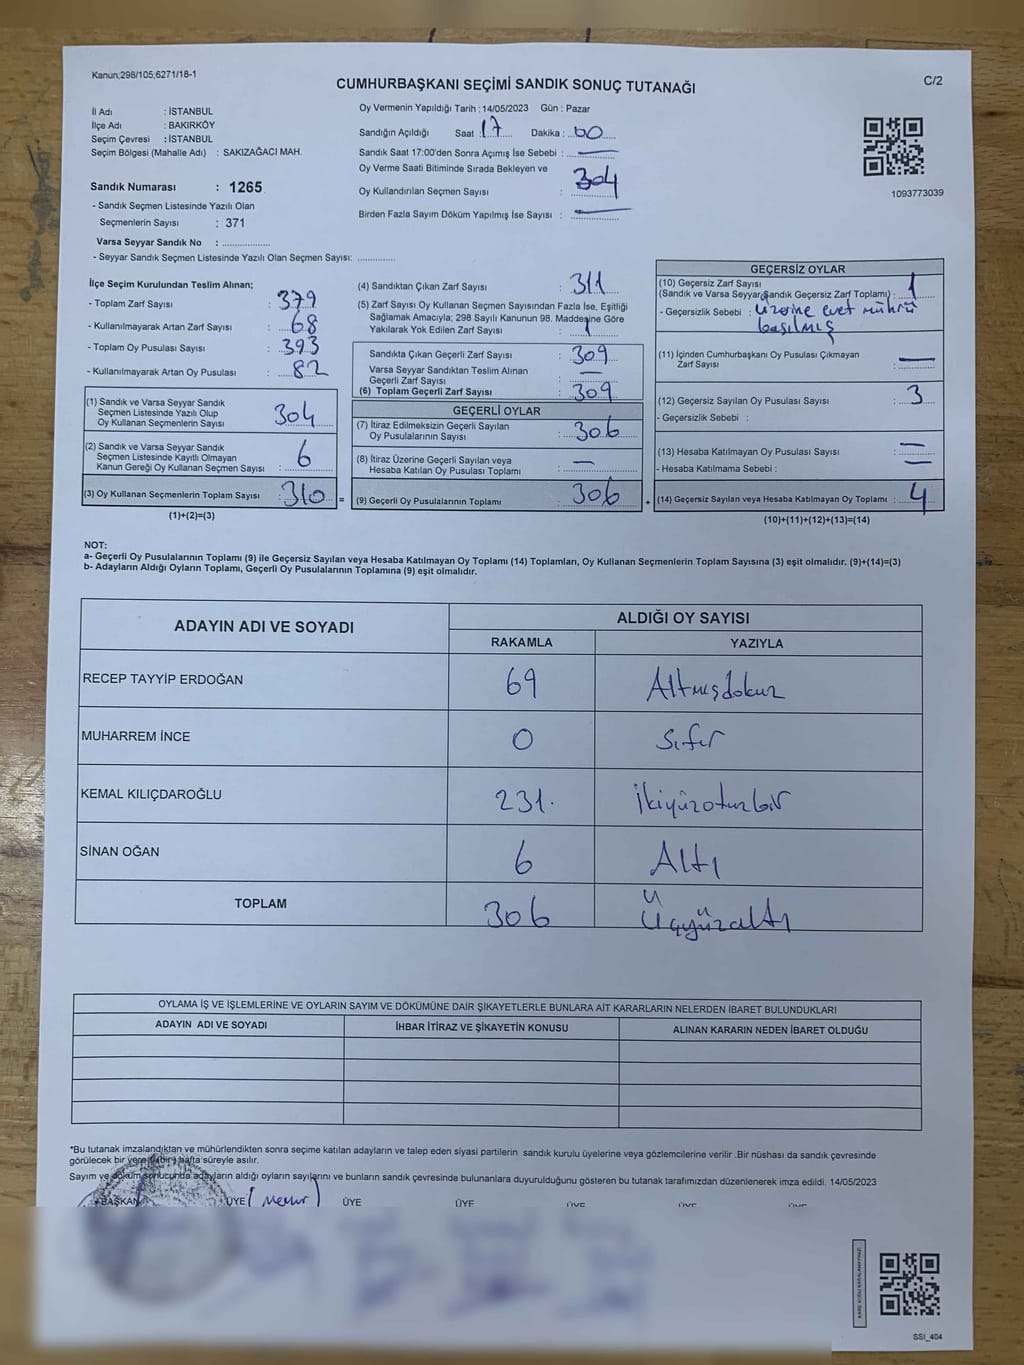 Kanun;298/105;6271/18-1
CUMHURBAŞKANI SEÇİMİ SANDIK SONUÇ TUTANAĞI
C/2
İl Adı : İSTANBUL
İlçe Adı : BAKIRKÖY
Seçim Çevresi : İSTANBUL
Seçim Bölgesi (Mahalle Adı) : SAKIZAĞACI MAH.
Sandık Numarası : 1265
- Sandık Seçmen Listesinde Yazılı Olan
Seçmenlerin Sayısı : 371
Varsa Seyyar Sandık No : ................
- Seyyar Sandık Seçmen Listesinde Yazılı Olan Seçmen Sayısı: .............
Oy Vermenin Yapıldığı Tarih : 14/05/2023 Gün : Pazar
Sandığın Açıldığı Saat : 17 Dakika : 00
Sandık Saat 17:00'den Sonra Açımış İse Sebebi : —
Oy Verme Saati Bitiminde Sırada Bekleyen ve
Oy Kullandırılan Seçmen Sayısı : 304
Birden Fazla Sayım Döküm Yapılmış İse Sayısı : —
1093773039
İlçe Seçim Kurulundan Teslim Alınan;
- Toplam Zarf Sayısı : 379
- Kullanılmayarak Artan Zarf Sayısı : 68
- Toplam Oy Pusulası Sayısı : 393
- Kullanılmayarak Artan Oy Pusulası : 82
(1) Sandık ve Varsa Seyyar Sandık
Seçmen Listesinde Yazılı Olup
Oy Kullanan Seçmenlerin Sayısı : 304
(2) Sandık ve Varsa Seyyar Sandık
Seçmen Listesinde Kayıtlı Olmayan
Kanun Gereği Oy Kullanan Seçmen Sayısı : 6
(3) Oy Kullanan Seçmenlerin Toplam Sayısı : 310 =
(1)+(2)=(3)
(4) Sandıktan Çıkan Zarf Sayısı : 311
(5) Zarf Sayısı Oy Kullanan Seçmen Sayısından Fazla İse, Eşitliği
Sağlamak Amacıyla; 298 Sayılı Kanunun 98. Maddesine Göre
Yakılarak Yok Edilen Zarf Sayısı : 1
Sandıkta Çıkan Geçerli Zarf Sayısı : 309
Varsa Seyyar Sandıktan Teslim Alınan
Geçerli Zarf Sayısı : —
(6) Toplam Geçerli Zarf Sayısı : 309
GEÇERLİ OYLAR
(7) İtiraz Edilmeksizin Geçerli Sayılan
Oy Pusulalarının Sayısı : 306
(8) İtiraz Üzerine Geçerli Sayılan veya
Hesaba Katılan Oy Pusulası Toplamı : —
(9) Geçerli Oy Pusulalarının Toplamı : 306 +
GEÇERSİZ OYLAR
(10) Geçersiz Zarf Sayısı
(Sandık ve Varsa Seyyar Sandık Geçersiz Zarf Toplamı) : 1
- Geçersizlik Sebebi : üzerine evet mührü
basılmış
(11) İçinden Cumhurbaşkanı Oy Pusulası Çıkmayan
Zarf Sayısı : —
(12) Geçersiz Sayılan Oy Pusulası Sayısı : 3
- Geçersizlik Sebebi :
(13) Hesaba Katılmayan Oy Pusulası Sayısı : —
- Hesaba Katılmama Sebebi : —
(14) Geçersiz Sayılan veya Hesaba Katılmayan Oy Toplamı : 4
(10)+(11)+(12)+(13)=(14)
NOT:
a- Geçerli Oy Pusulalarının Toplamı (9) ile Geçersiz Sayılan veya Hesaba Katılmayan Oy Toplamı (14) Toplamları, Oy Kullanan Seçmenlerin Toplam Sayısına (3) eşit olmalıdır. (9)+(14)=(3)
b- Adayların Aldığı Oyların Toplamı, Geçerli Oy Pusulalarının Toplamına (9) eşit olmalıdır.
ADAYIN ADI VE SOYADI ALDIĞI OY SAYISI
RAKAMLA YAZIYLA
RECEP TAYYİP ERDOĞAN 69 Altmışdokuz
MUHARREM İNCE 0 Sıfır
KEMAL KILIÇDAROĞLU 231. İkiyüzotuzbir
SİNAN OĞAN 6 Altı
TOPLAM 306 Üçyüzaltı
OYLAMA İŞ VE İŞLEMLERİNE VE OYLARIN SAYIM VE DÖKÜMÜNE DAİR ŞİKAYETLERLE BUNLARA AİT KARARLARIN NELERDEN İBARET BULUNDUKLARI
ADAYIN ADI VE SOYADI İHBAR İTİRAZ VE ŞİKAYETİN KONUSU ALINAN KARARIN NEDEN İBARET OLDUĞU
*Bu tutanak imzalandıktan ve mühürlendikten sonra seçime katılan adayların ve talep eden siyasi partilerin sandık kurulu üyelerine veya gözlemcilerine verilir .Bir nüshası da sandık çevresinde
görülecek bir yere bir hafta süreyle asılır.
Sayım ve döküm sonucunda adayların aldığı oyların sayılarını ve bunların sandık çevresinde bulunanlara duyurulduğunu gösteren bu tutanak tarafımızdan düzenlenerek imza edildi. 14/05/2023
BAŞKAN ÜYE (memur) ÜYE ÜYE ÜYE ÜYE ÜYE
SSI_404